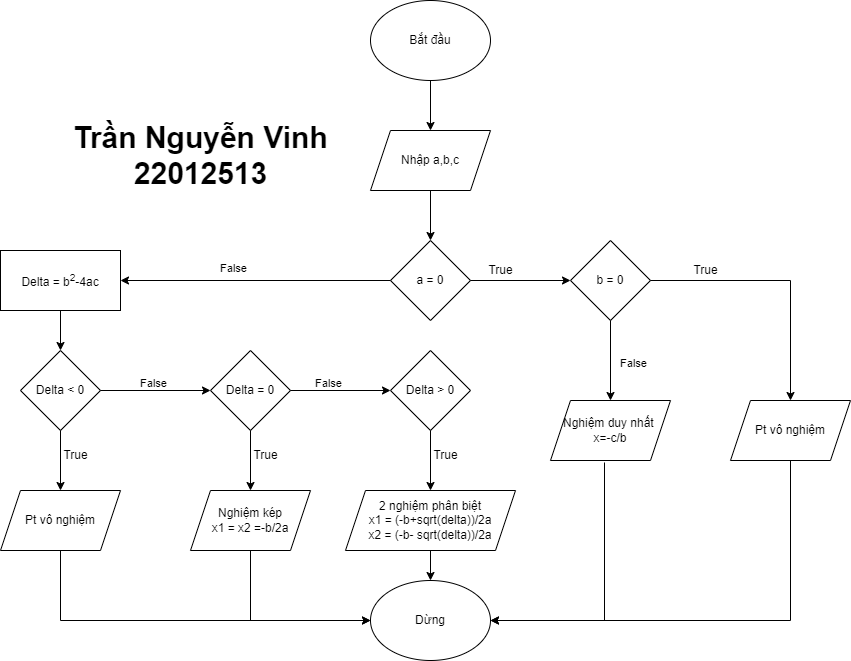 Bắt đầu
Trần Nguyễn Vinh
22012513
Nhập a,b,c
False
a = 0
True
b = 0
True
Delta = b²-4ac
False
Delta < 0
False
Delta = 0
False
Delta > 0
Nghiệm duy nhất
x=-c/b
Pt vô nghiệm
True
True
True
Pt vô nghiệm
Nghiệm kép
x1 = x2 =-b/2a
2 nghiệm phân biệt
x1 = (-b+sqrt(delta))/2a
x2 = (-b- sqrt(delta))/2a
Dừng